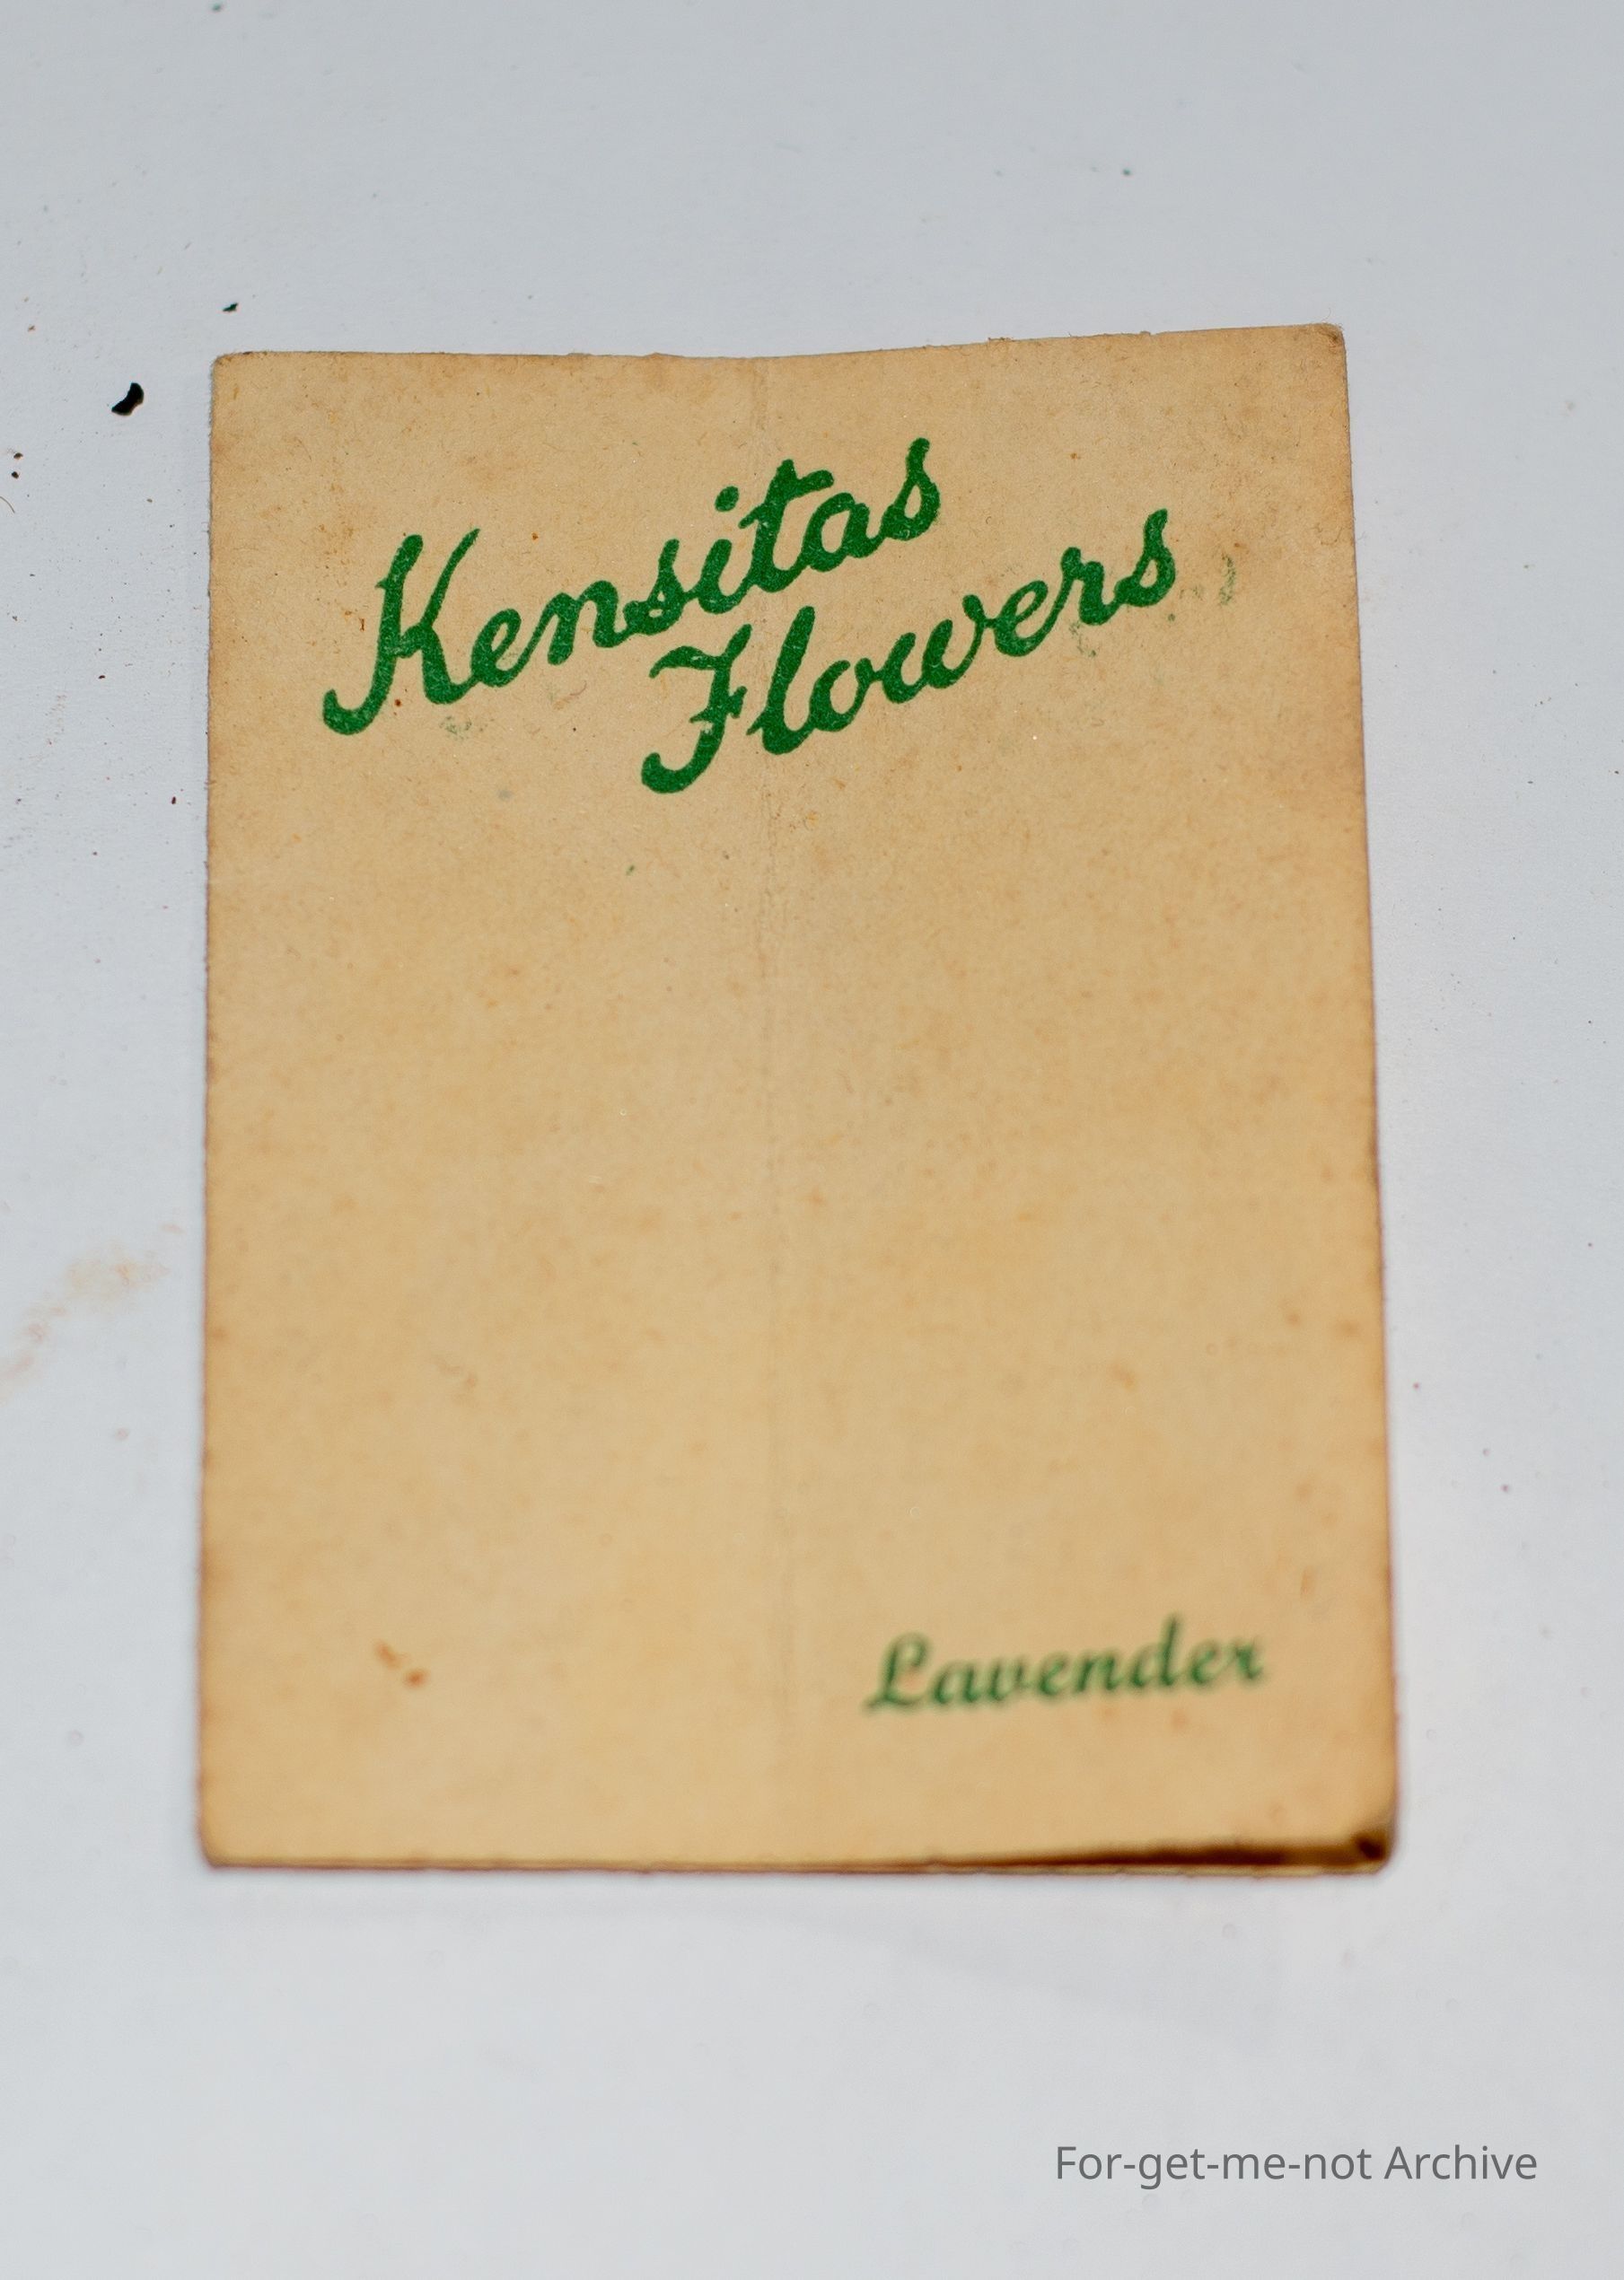 Kensitas
Flowers
Lavender
For-get-me-not Archive